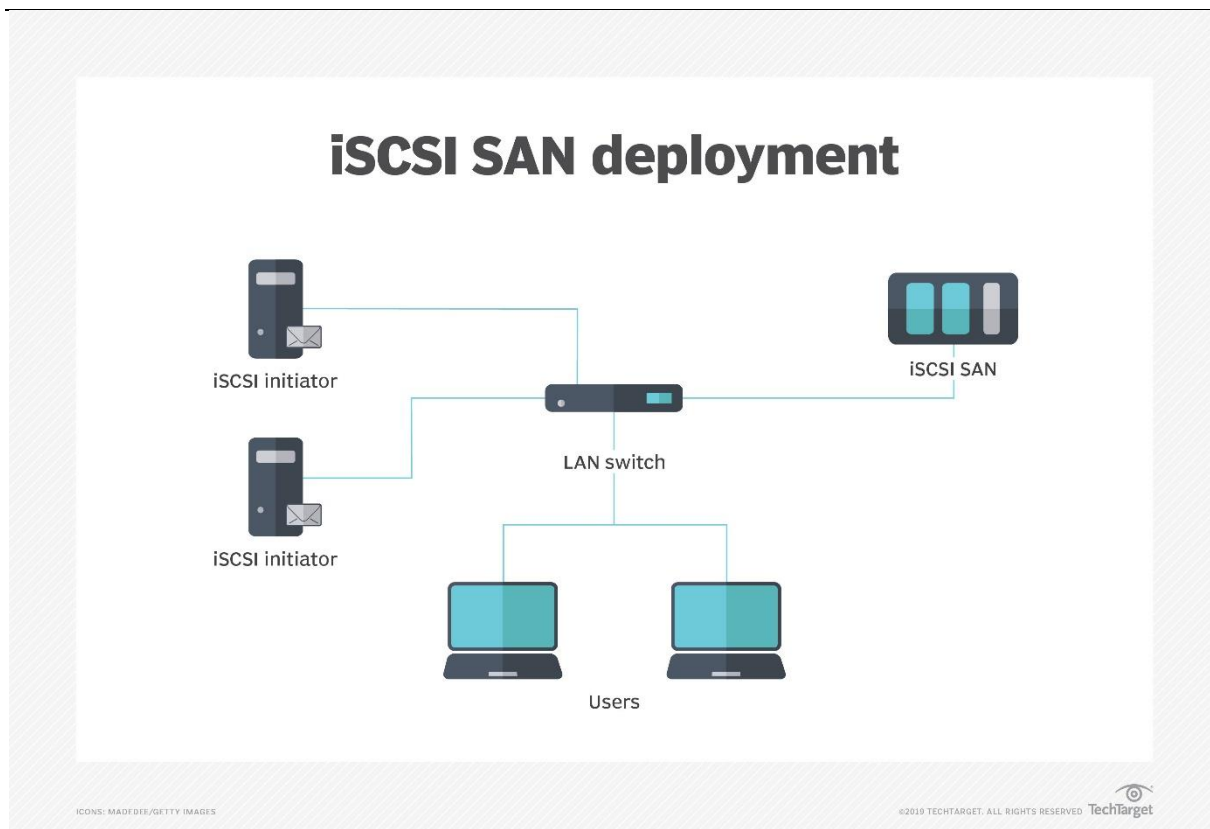 iSCSI SAN deployment
iSCSI initiator
iSCSI SAN
LAN switch
iSCSI initiator
Users
ICONS: MADEDEE/GETTY IMAGES
©2019 TECHTARGET. ALL RIGHTS RESERVED TechTarget